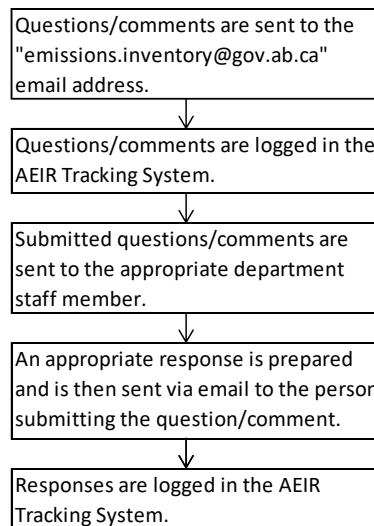 Questions/comments are sent to the
"emissions.inventory@gov.ab.ca"
email address.
Questions/comments are logged in the
AEIR Tracking System.
Submitted questions/comments are
sent to the appropriate department
staff member.
An appropriate response is prepared
and is then sent via email to the person
submitting the question/comment.
Responses are logged in the AEIR
Tracking System.